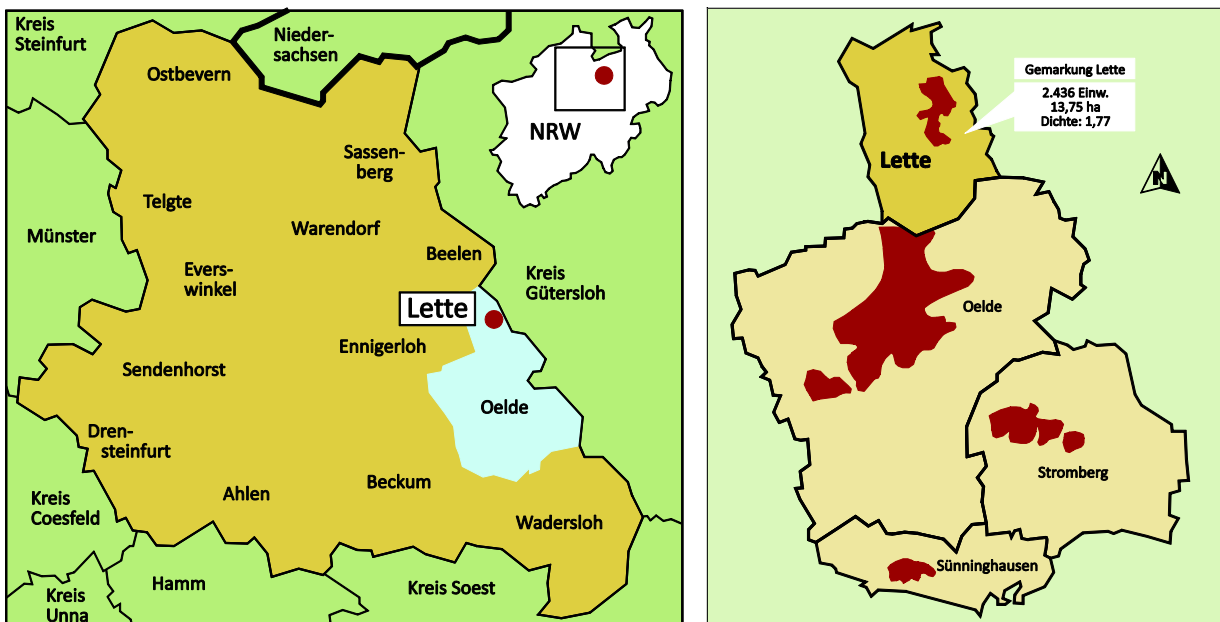 Kreis
Steinfurt
Nieder-
sachsen
Ostbevern
NRW
Sassen-
berg
Telgte
Münster
Warendorf
Beelen
Evers-
winkel
Kreis
Gütersloh
Lette
Ennigerloh
Sendenhorst
Oelde
Dren-
steinfurt
Beckum
Ahlen
Kreis
Coesfeld
Wadersloh
Hamm
Kreis Soest
Kreis
Unna
Gemarkung Lette
2.436 Einw.
13,75 ha
Dichte: 1,77
Lette
N
Oelde
Stromberg
Sünninghausen